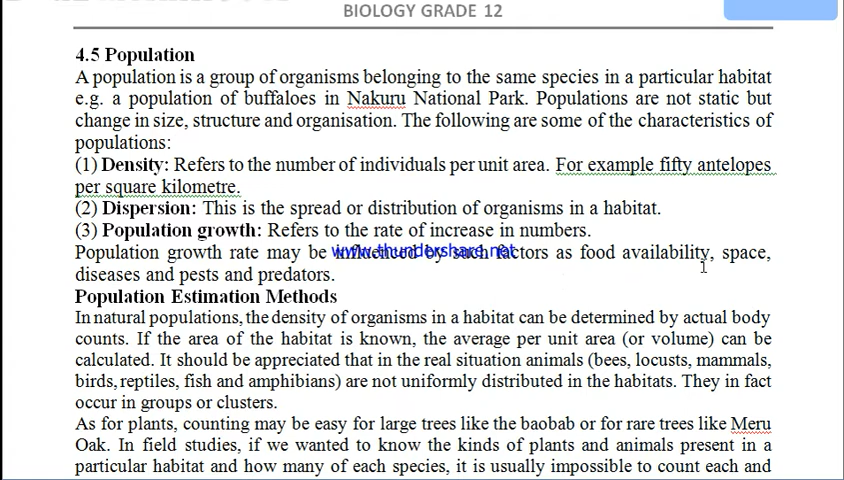 BIOLOGY GRADE 12
4.5 Population
A population is a group of organisms belonging to the same species in a particular habitat
e.g. a population of buffaloes in Nakuru National Park. Populations are not static but
change in size, structure and organisation. The following are some of the characteristics of
populations:
(1) Density: Refers to the number of individuals per unit area. For example fifty antelopes
per square kilometre.
(2) Dispersion: This is the spread or distribution of organisms in a habitat.
(3) Population growth: Refers to the rate of increase in numbers.
Population growth rate may be influenced by such factors as food availability, space,
www.thundershare.net
diseases and pests and predators.
Population Estimation Methods
In natural populations, the density of organisms in a habitat can be determined by actual body
counts. If the area of the habitat is known, the average per unit area (or volume) can be
calculated. It should be appreciated that in the real situation animals (bees, locusts, mammals,
birds, reptiles, fish and amphibians) are not uniformly distributed in the habitats. They in fact
occur in groups or clusters.
As for plants, counting may be easy for large trees like the baobab or for rare trees like Meru
Oak. In field studies, if we wanted to know the kinds of plants and animals present in a
particular habitat and how many of each species, it is usually impossible to count each and